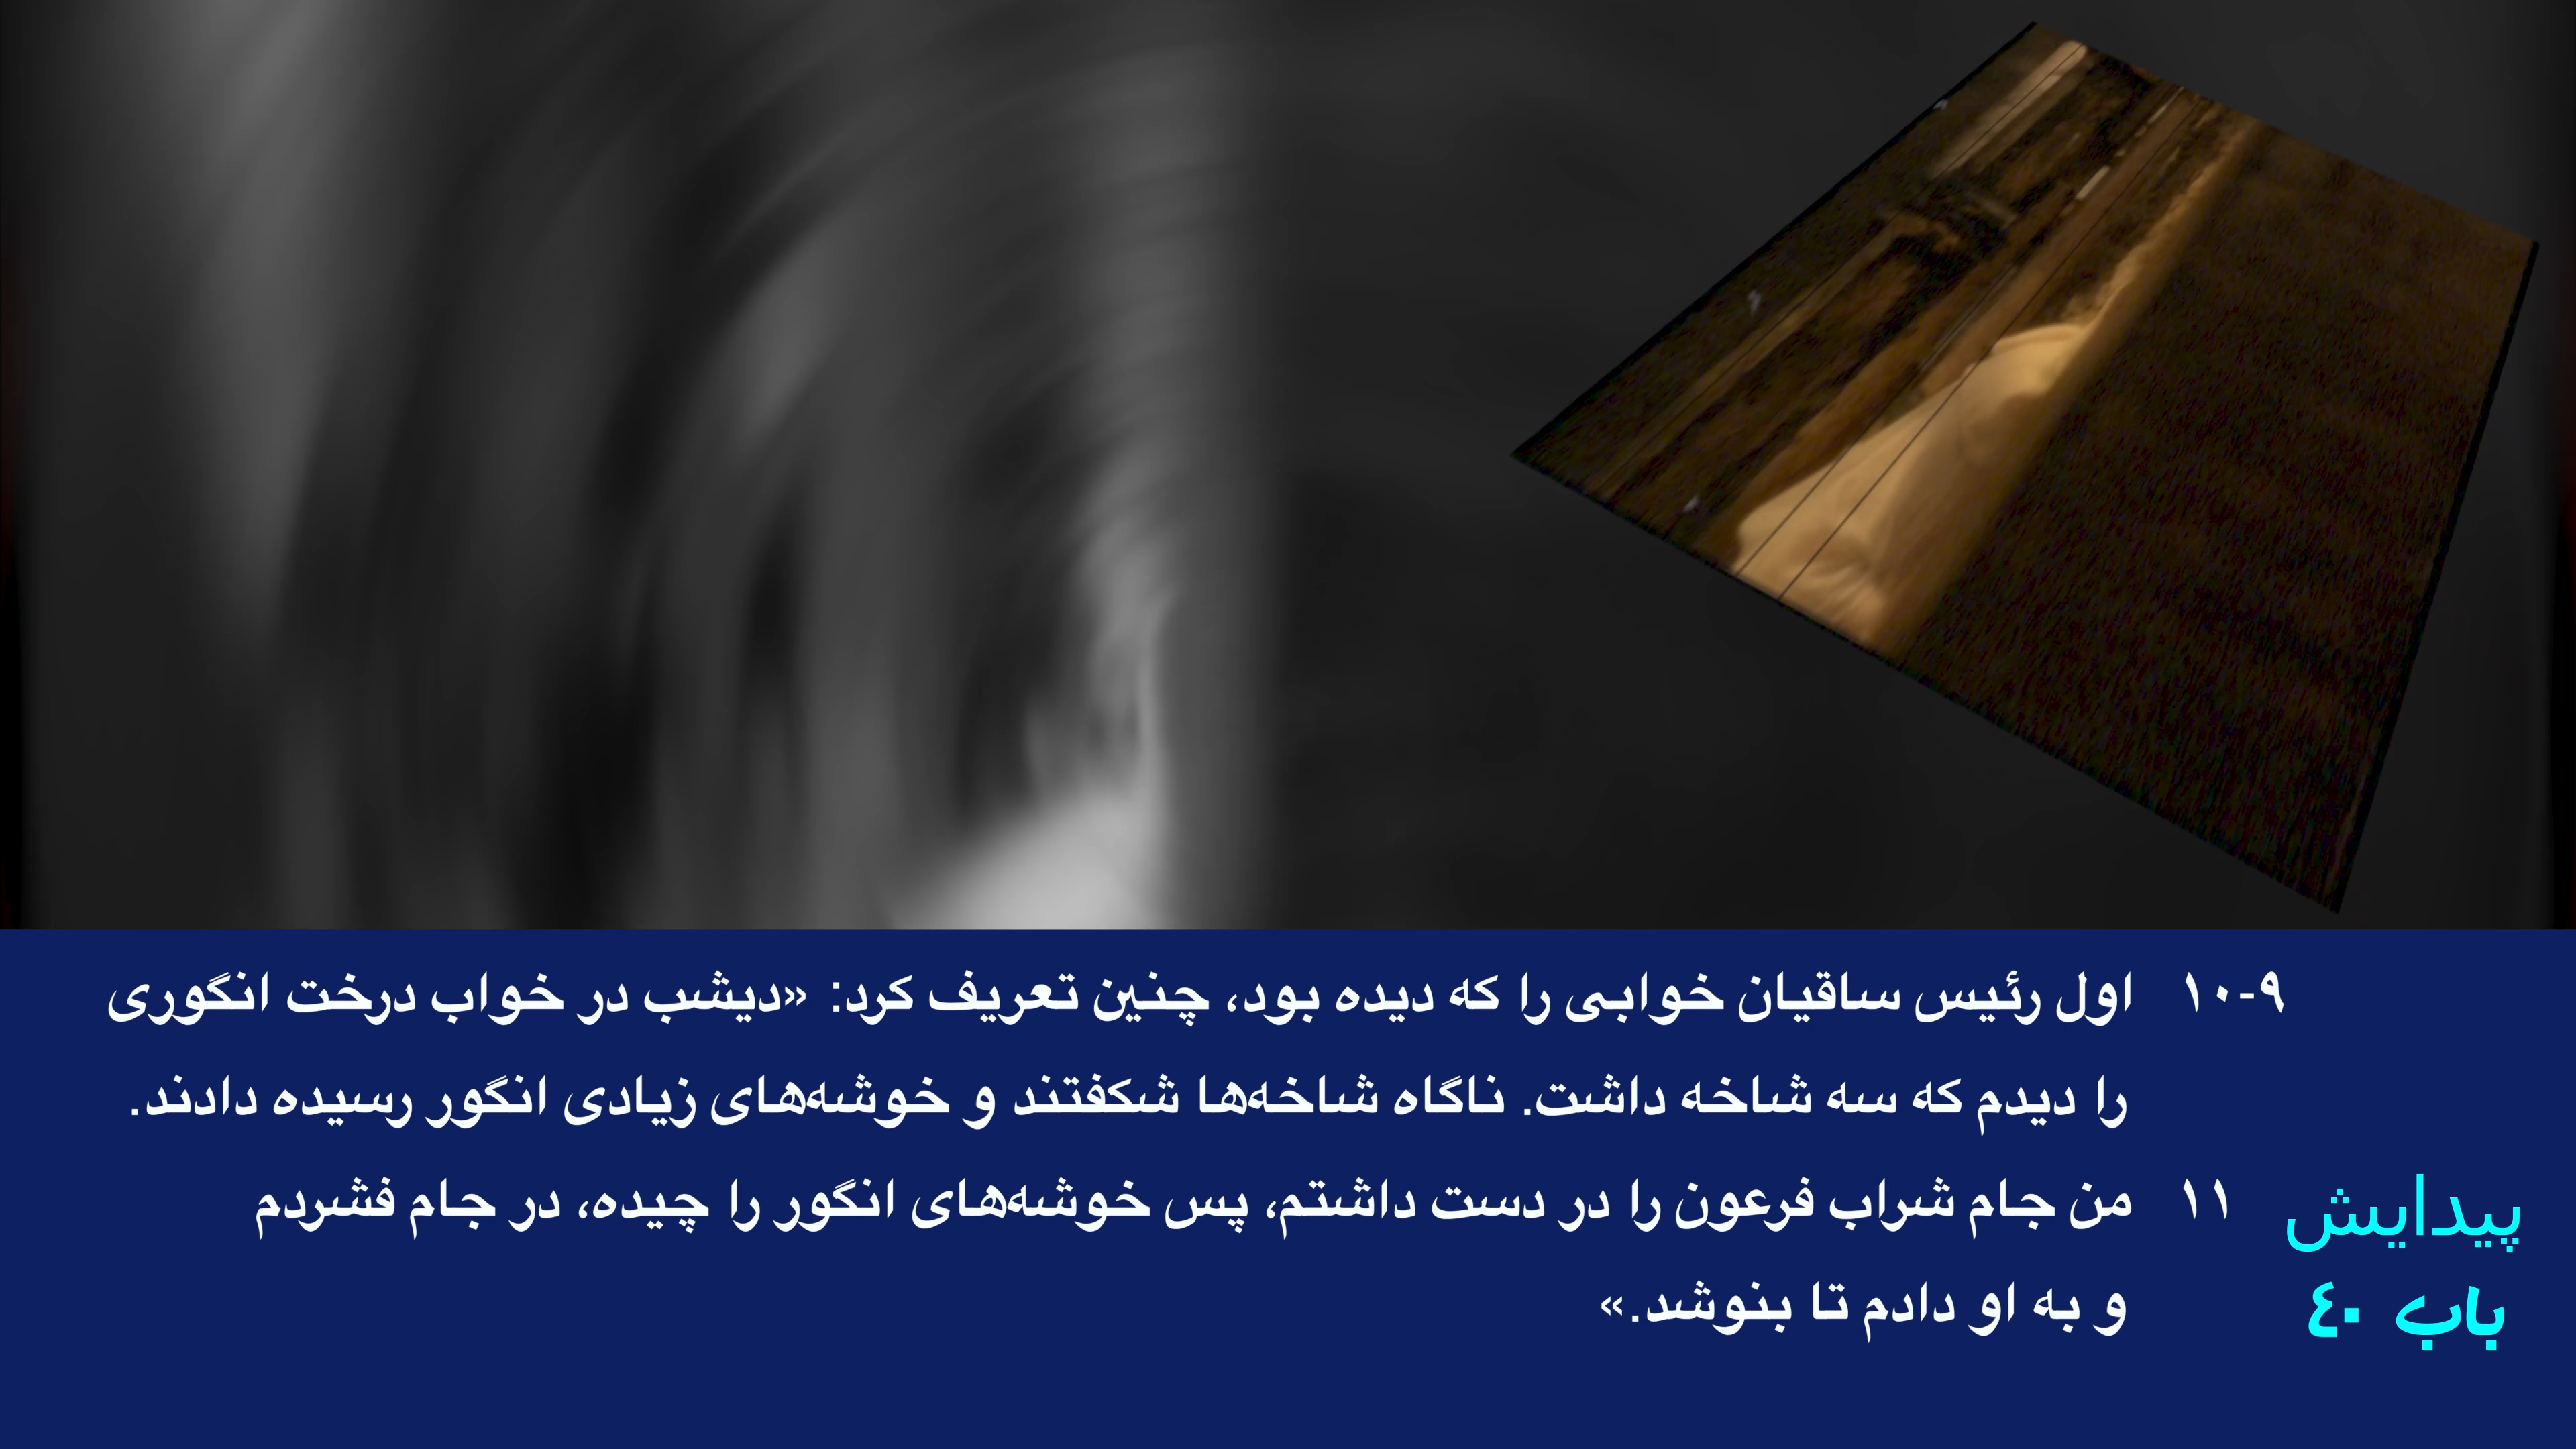 ۹-۱۰ اول رئیس ساقیان خوابی را که دیده بود، چنین تعریف کرد: «دیشب در خواب درخت انگوری
را دیدم که سه شاخه داشت. ناگاه شاخه‌ها شکفتند و خوشه‌های زیادی انگور رسیده دادند.
۱۱ من جام شراب فرعون را در دست داشتم، پس خوشه‌های انگور را چیده، در جام فشردم
و به او دادم تا بنوشد.»
پیدایش
باب ٤٠